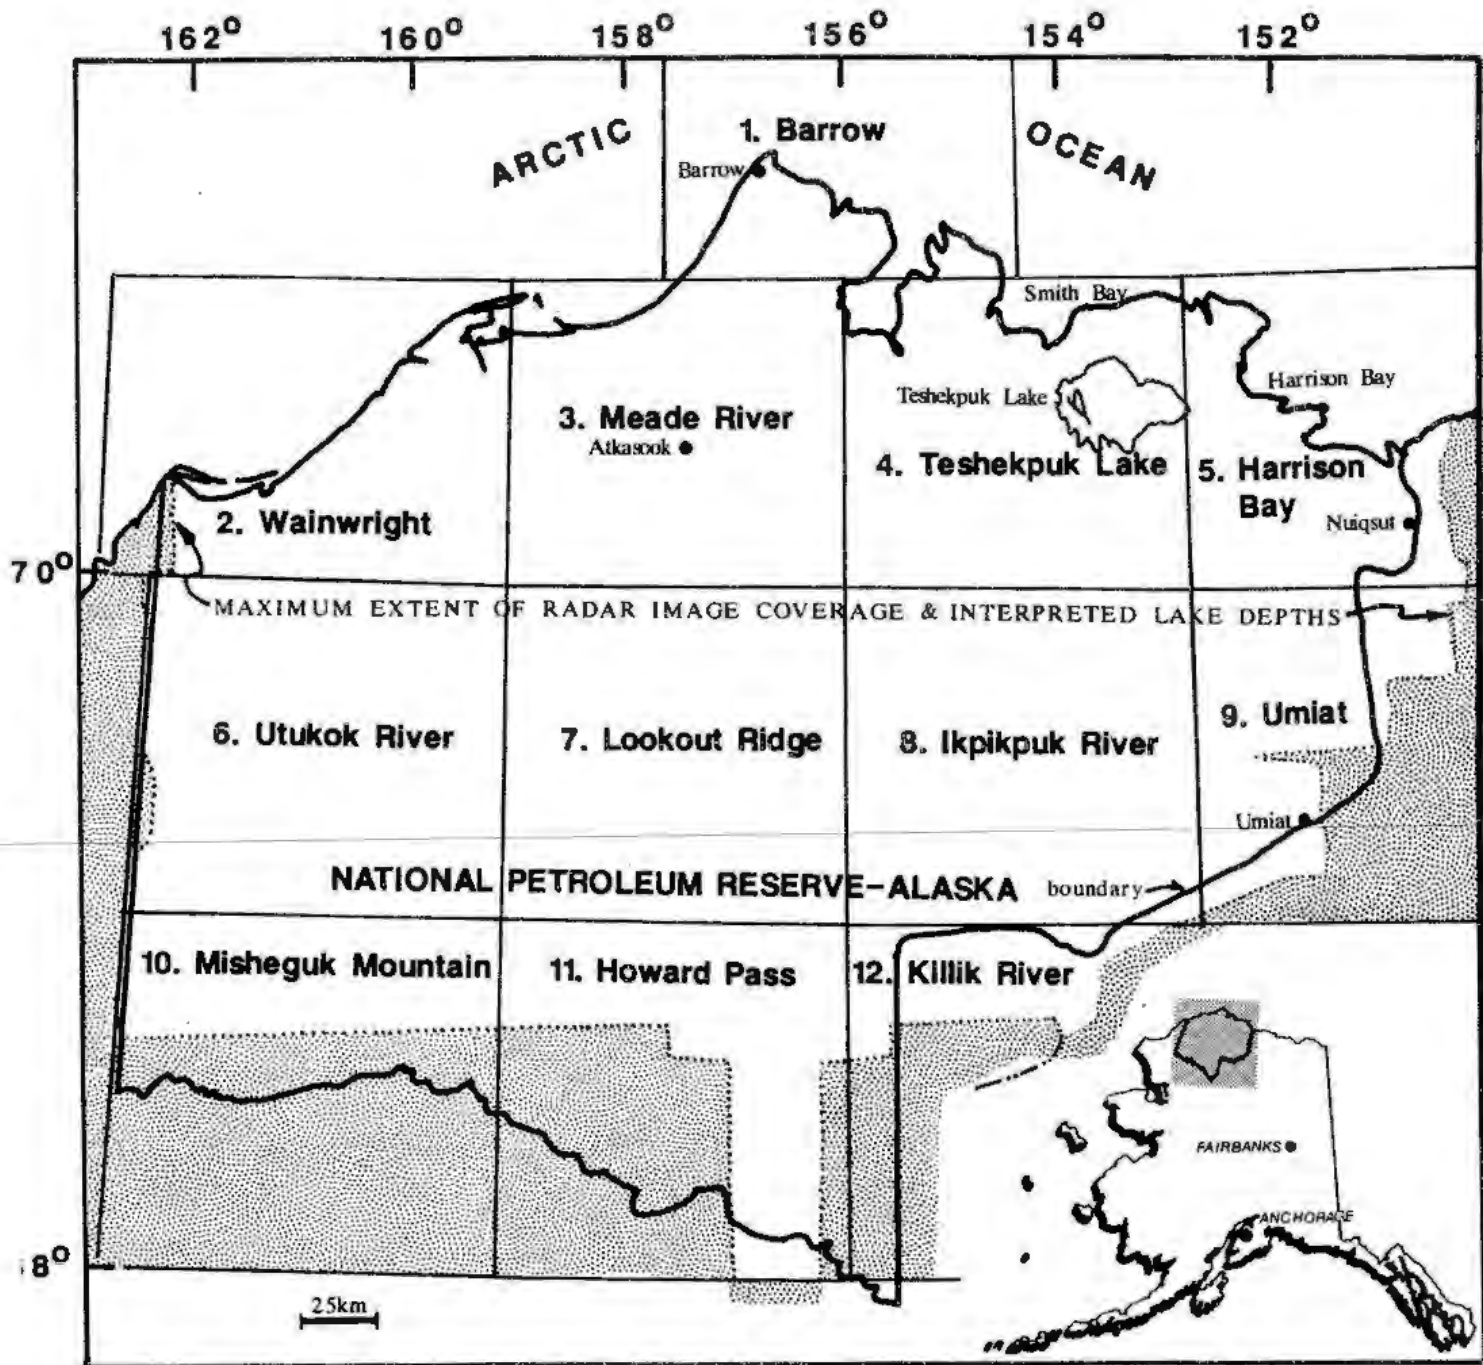 162° 160° 158° 156° 154° 152°
1. Barrow
ARCTIC
OCEAN
Barrow
Smith Bay
Harrison Bay
Teshekpuk Lake
3. Meade River
Atkasook
4. Teshekpuk Lake
5. Harrison
Bay
2. Wainwright
Nuiqsut
70°
MAXIMUM EXTENT OF RADAR IMAGE COVERAGE & INTERPRETED LAKE DEPTHS
9. Umiat
6. Utukok River
7. Lookout Ridge
8. Ikpikpuk River
Umiat
NATIONAL PETROLEUM RESERVE-ALASKA
boundary
10. Misheguk Mountain
11. Howard Pass
12. Killik River
FAIRBANKS
ANCHORAGE
8°
25km